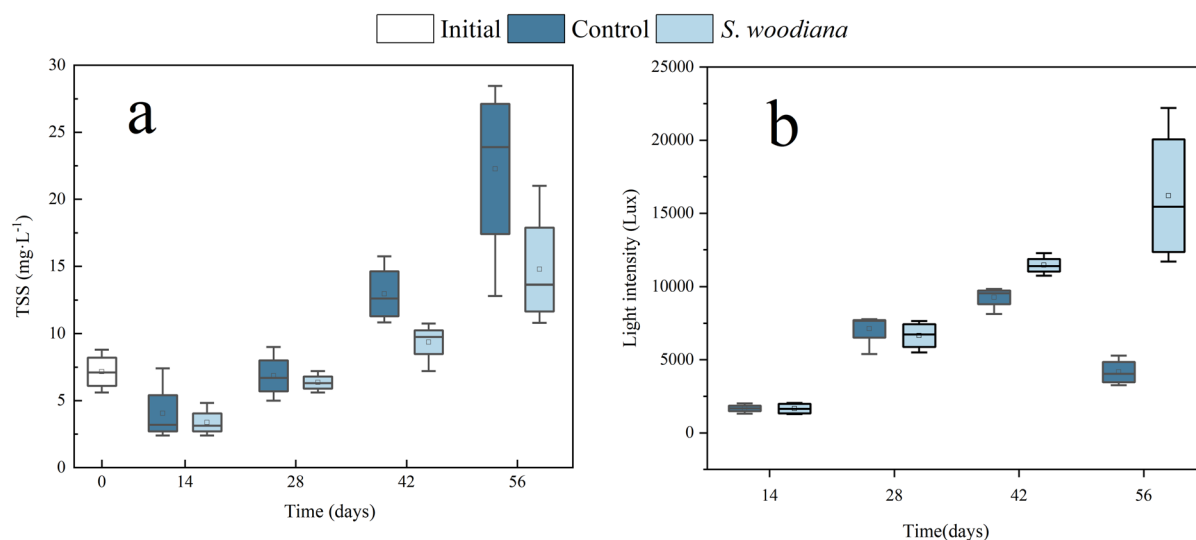 Initial Control S. woodiana
a
TSS (mg·L⁻¹)
30
25
20
15
10
5
0
0 14 28 42 56
Time (days)
b
Light intensity (Lux)
25000
20000
15000
10000
5000
0
14 28 42 56
Time(days)